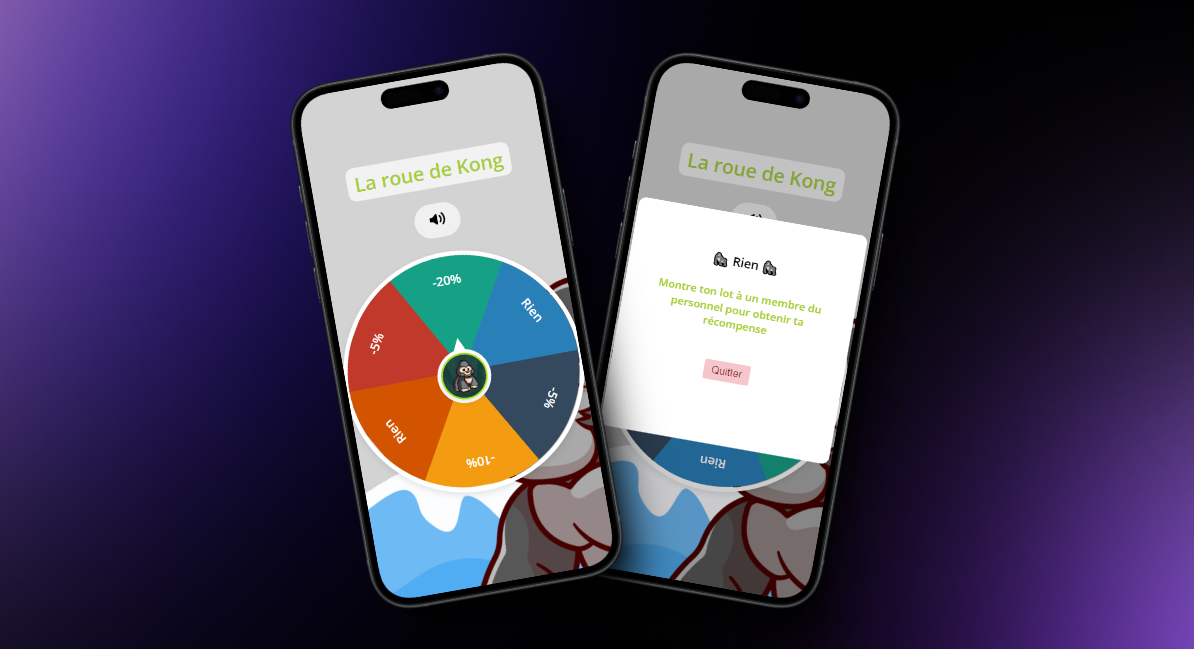 La roue de Kong
-20%
Rien
-5%
-5%
Rien
-10%
La roue de Kong
Rien
Montre ton lot à un membre du
personnel pour obtenir ta
récompense
Quitter
Rien